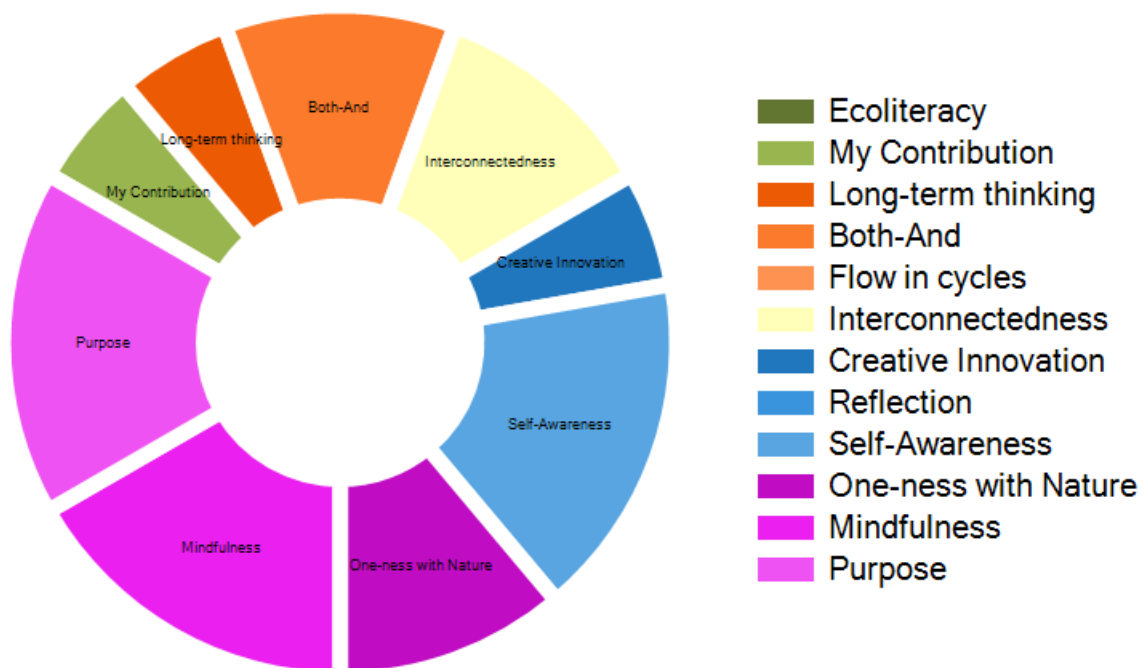 Both-And
Long-term thinking
Interconnectedness
My Contribution
Creative Innovation
Purpose
Self-Awareness
Mindfulness
One-ness with Nature
Ecoliteracy
My Contribution
Long-term thinking
Both-And
Flow in cycles
Interconnectedness
Creative Innovation
Reflection
Self-Awareness
One-ness with Nature
Mindfulness
Purpose